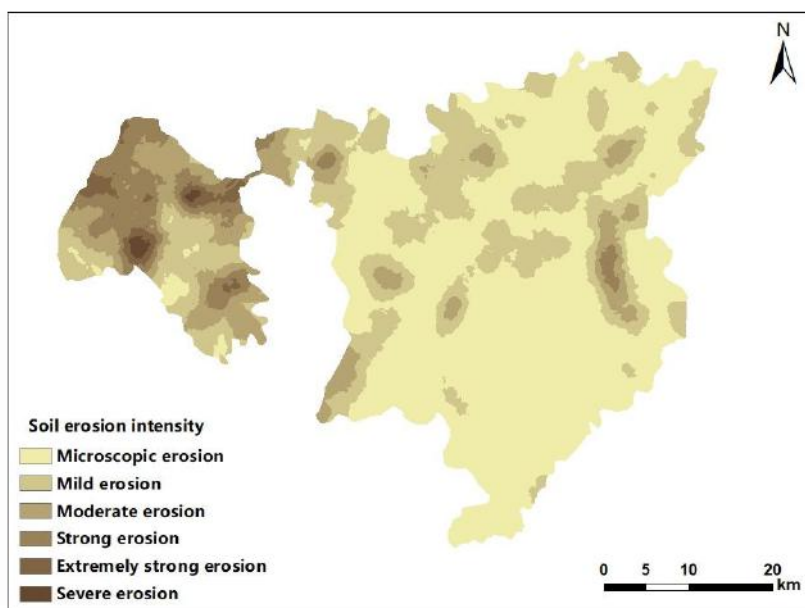 N
Soil erosion intensity
Microscopic erosion
Mild erosion
Moderate erosion
Strong erosion
Extremely strong erosion
Severe erosion
0 5 10 20
km